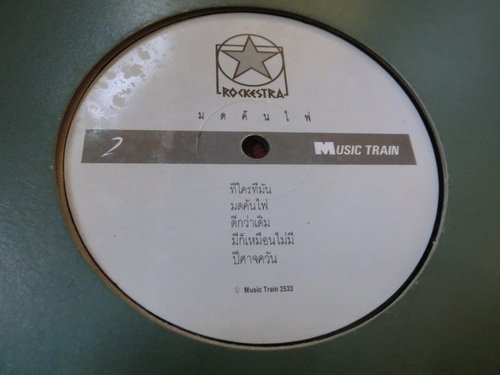 ROCKESTRA
ม ด คั น ไ ฟ
2 MUSIC TRAIN
ทีใครทีมัน
มดคันไฟ
ดีกว่าเดิม
มีก็เหมือนไม่มี
ปีศาจควัน
© Music Train 2533